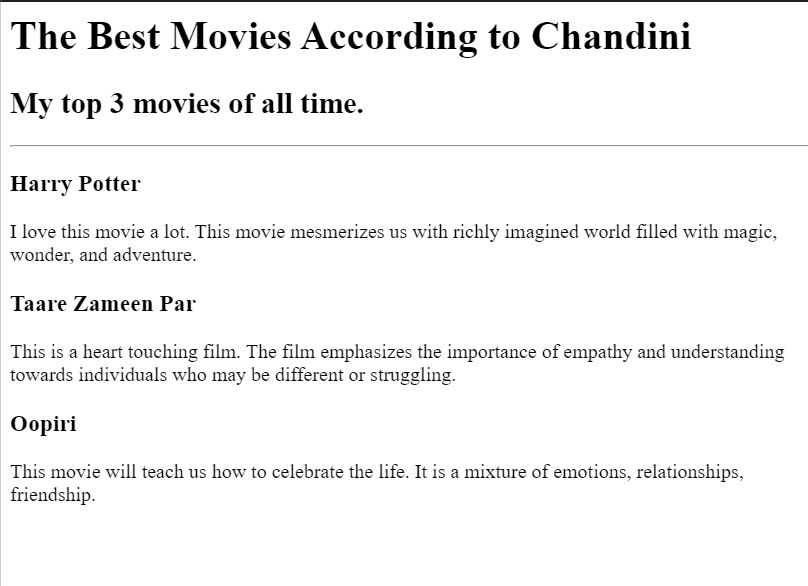 The Best Movies According to Chandini
My top 3 movies of all time.
Harry Potter
I love this movie a lot. This movie mesmerizes us with richly imagined world filled with magic,
wonder, and adventure.
Taare Zameen Par
This is a heart touching film. The film emphasizes the importance of empathy and understanding
towards individuals who may be different or struggling.
Oopiri
This movie will teach us how to celebrate the life. It is a mixture of emotions, relationships,
friendship.